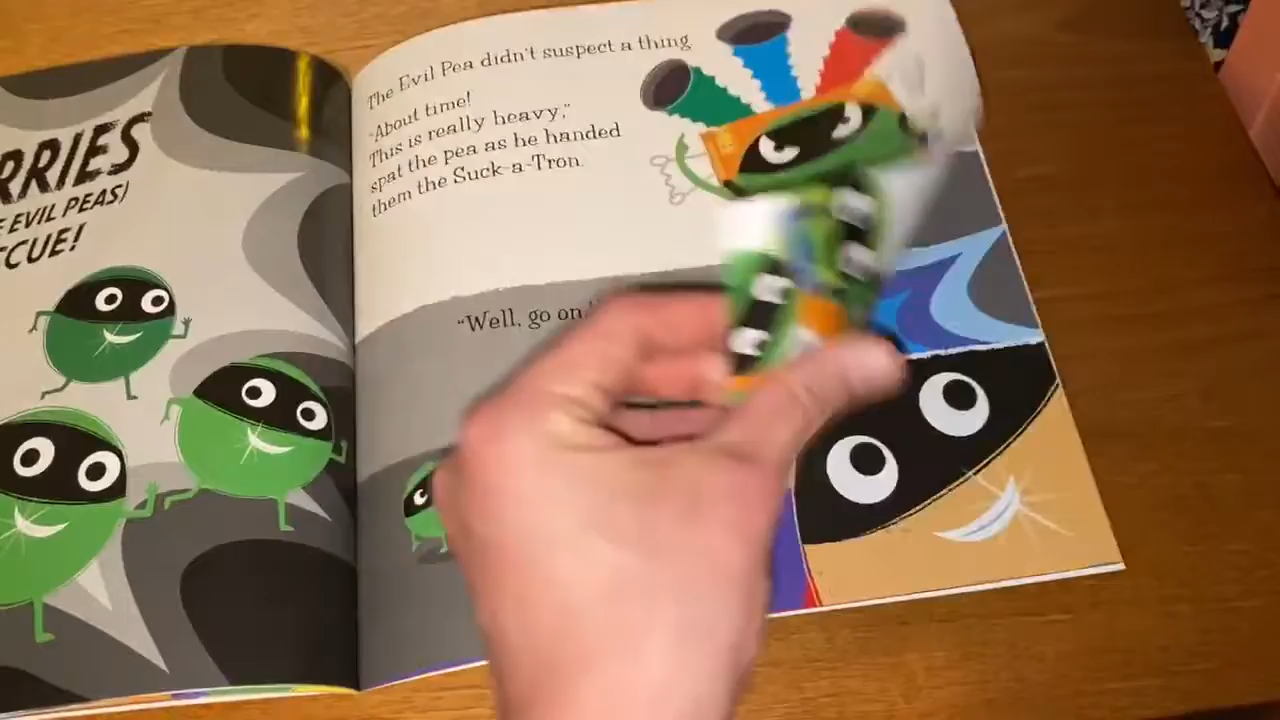 RRIES
E EVIL PEAS)
CUE!
The Evil Pea didn't suspect a thing
"About time!
This is really heavy,"
spat the pea as he handed
them the Suck-a-Tron.
"Well, go on